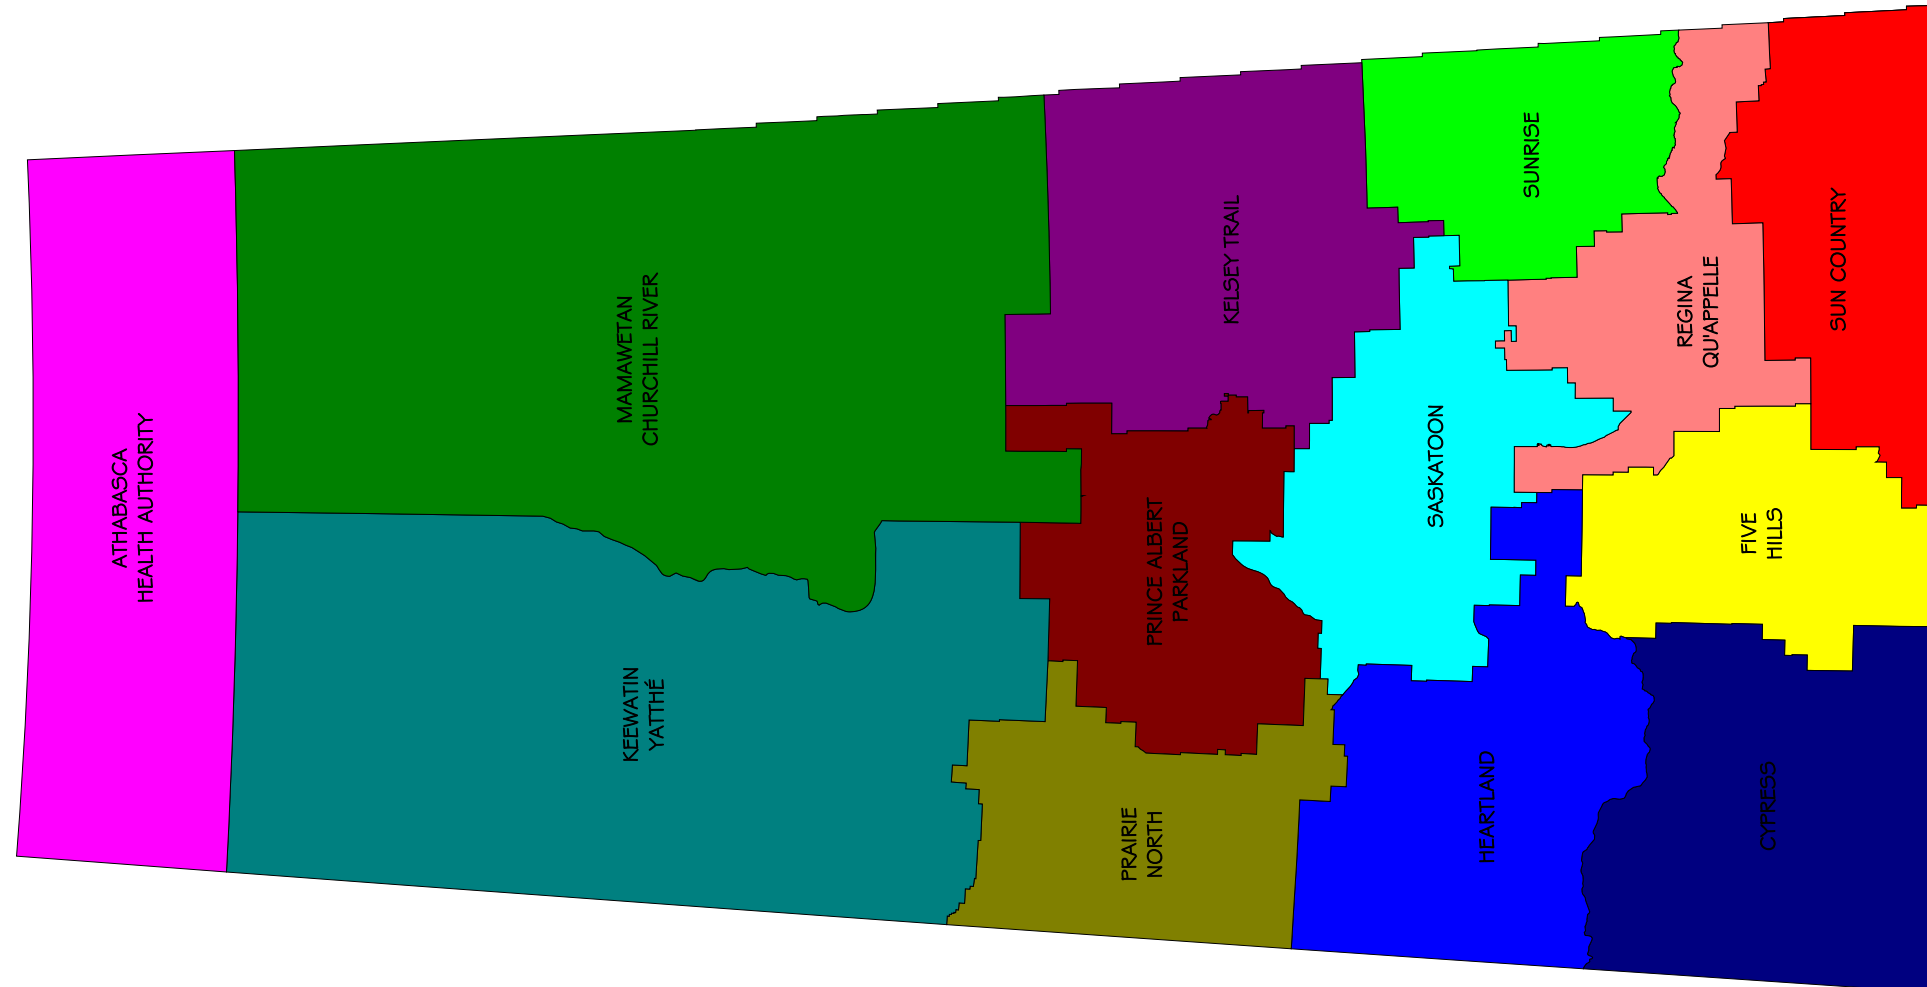 ATHABASCA
HEALTH AUTHORITY
MAMAWETAN
CHURCHILL RIVER
KEEWATIN
YATTHÉ
PRAIRIE
NORTH
PRINCE ALBERT
PARKLAND
KELSEY TRAIL
SASKATOON
HEARTLAND
SUNRISE
REGINA
QU'APPELLE
FIVE
HILLS
CYPRESS
SUN COUNTRY